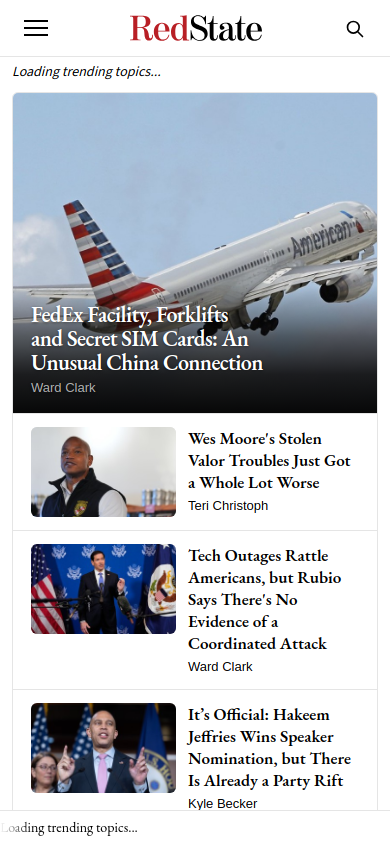 RedState
Loading trending topics...
American
FedEx Facility, Forklifts
and Secret SIM Cards: An
Unusual China Connection
Ward Clark
Wes Moore's Stolen
Valor Troubles Just Got
a Whole Lot Worse
Teri Christoph
Tech Outages Rattle
Americans, but Rubio
Says There's No
Evidence of a
Coordinated Attack
Ward Clark
It’s Official: Hakeem
Jeffries Wins Speaker
Nomination, but There
Is Already a Party Rift
Kyle Becker
Loading trending topics...